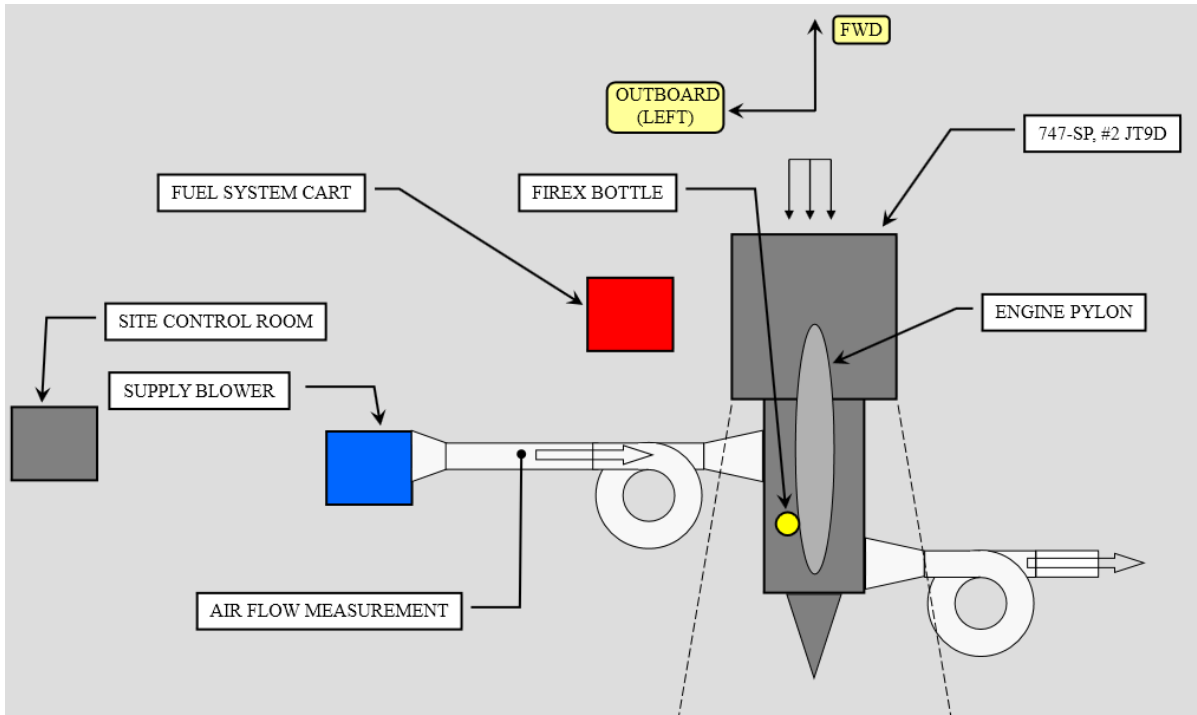 FWD
OUTBOARD
(LEFT)
747-SP, #2 JT9D
FUEL SYSTEM CART
FIREX BOTTLE
SITE CONTROL ROOM
ENGINE PYLON
SUPPLY BLOWER
AIR FLOW MEASUREMENT